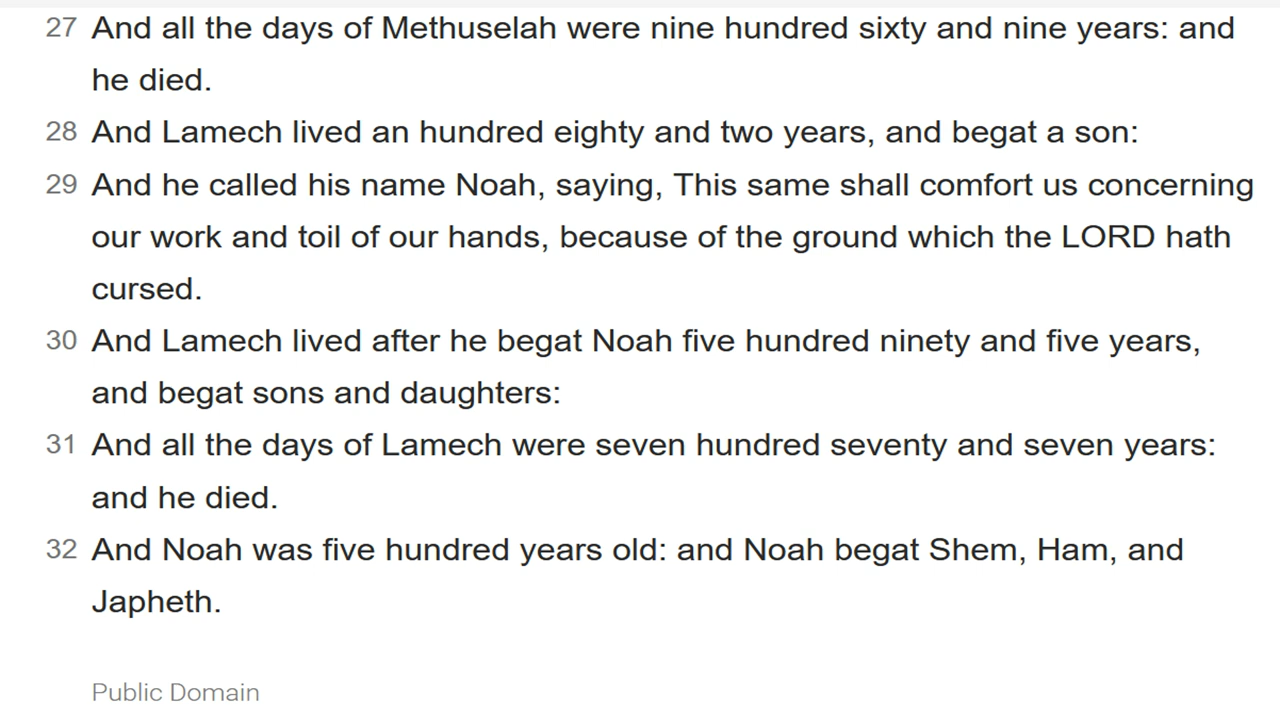 27 And all the days of Methuselah were nine hundred sixty and nine years: and
he died.
28 And Lamech lived an hundred eighty and two years, and begat a son:
29 And he called his name Noah, saying, This same shall comfort us concerning
our work and toil of our hands, because of the ground which the LORD hath
cursed.
30 And Lamech lived after he begat Noah five hundred ninety and five years,
and begat sons and daughters:
31 And all the days of Lamech were seven hundred seventy and seven years:
and he died.
32 And Noah was five hundred years old: and Noah begat Shem, Ham, and
Japheth.
Public Domain